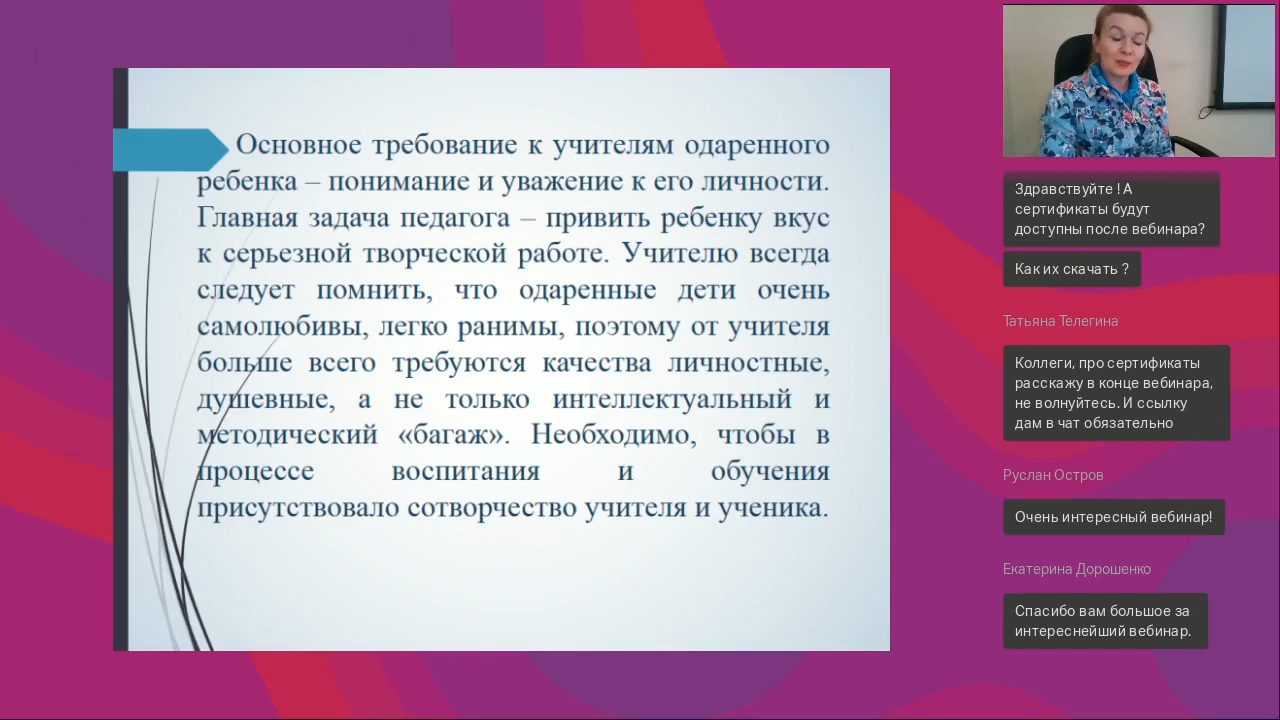 Основное требование к учителям одаренного
ребенка – понимание и уважение к его личности.
Главная задача педагога – привить ребенку вкус
к серьезной творческой работе. Учителю всегда
следует помнить, что одаренные дети очень
самолюбивы, легко ранимы, поэтому от учителя
больше всего требуются качества личностные,
душевные, а не только интеллектуальный и
методический «багаж». Необходимо, чтобы в
процессе воспитания и обучения
присутствовало сотворчество учителя и ученика.
Здравствуйте ! А
сертификаты будут
доступны после вебинара?
Как их скачать ?
Татьяна Телегина
Коллеги, про сертификаты
расскажу в конце вебинара,
не волнуйтесь. И ссылку
дам в чат обязательно
Руслан Остров
Очень интересный вебинар!
Екатерина Дорошенко
Спасибо вам большое за
интереснейший вебинар.